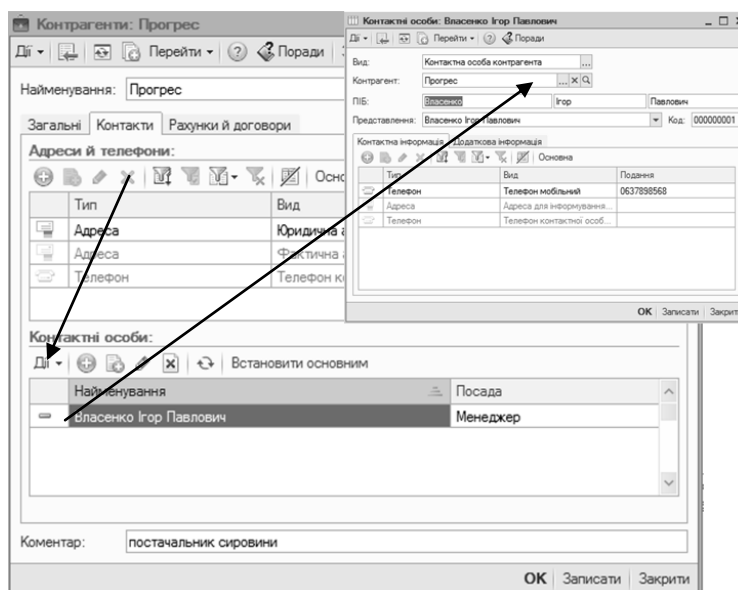 Контрагенти: Прогрес
Дії Перейти Поради
Найменування: Прогрес
Загальні Контакти Рахунки й договори
Адреси й телефони:
Тип Вид
Адреса Юридична
Адреса Фактична
Телефон Телефон
Контактні особи:
Дії Встановити основним
Найменування Посада
Власенко Ігор Павлович Менеджер
Коментар: постачальник сировини
OK Записати Закрити
Контактні особи: Власенко Ігор Павлович
Дії Перейти Поради
Вид: Контактна особа контрагента ...
Контрагент: Прогрес ...
ПІБ: Власенко Ігор Павлович
Представлення: Власенко Ігор Павлович Код: 000000001
Контактна інформація Додаткова інформація
Основна
Тип Вид Подання
Телефон Телефон мобільний 0637898568
Адреса Адреса для інформування...
Телефон Телефон контактної особ...
OK Записати Закрит